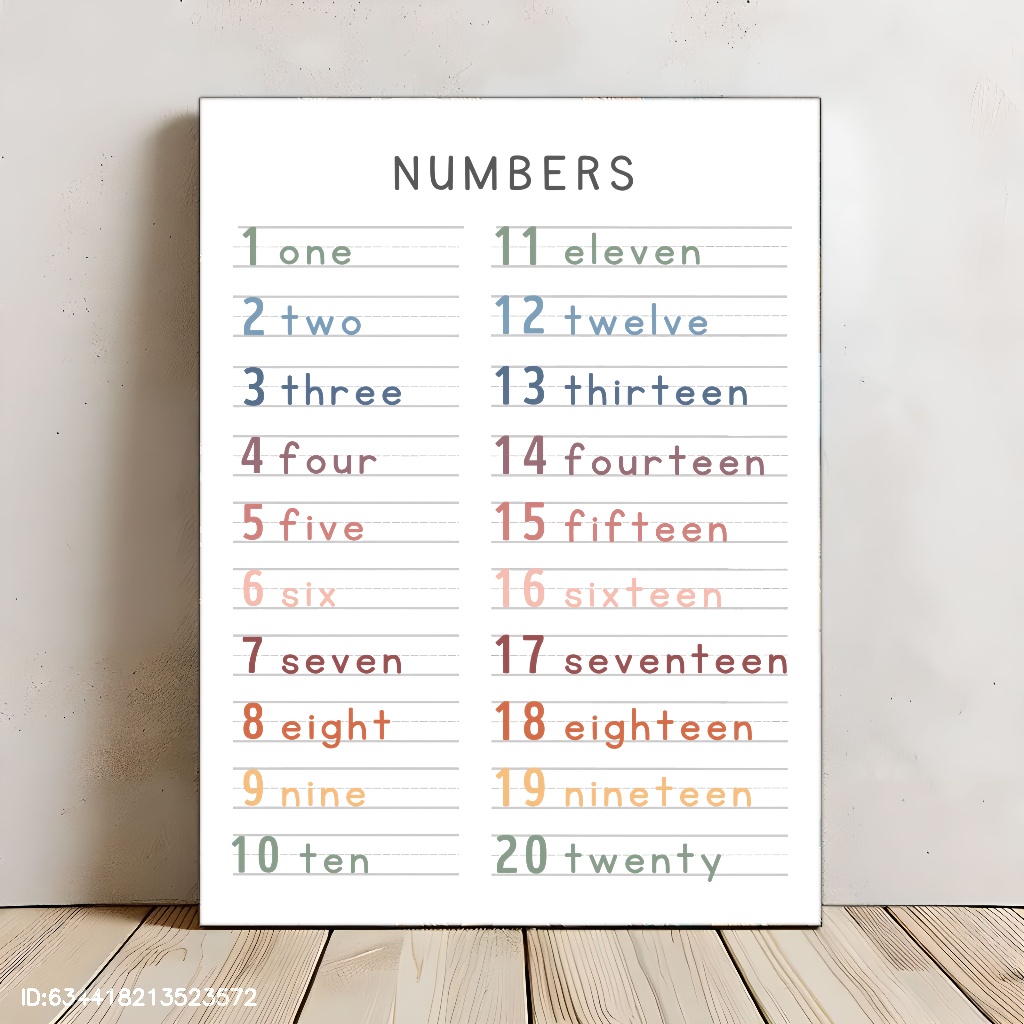 NUMBERS
1 one
2 two
3 three
4 four
5 five
6 six
7 seven
8 eight
9 nine
10 ten
11 eleven
12 twelve
13 thirteen
14 fourteen
15 fifteen
16 sixteen
17 seventeen
18 eighteen
19 nineteen
20 twenty
ID:634418213523572